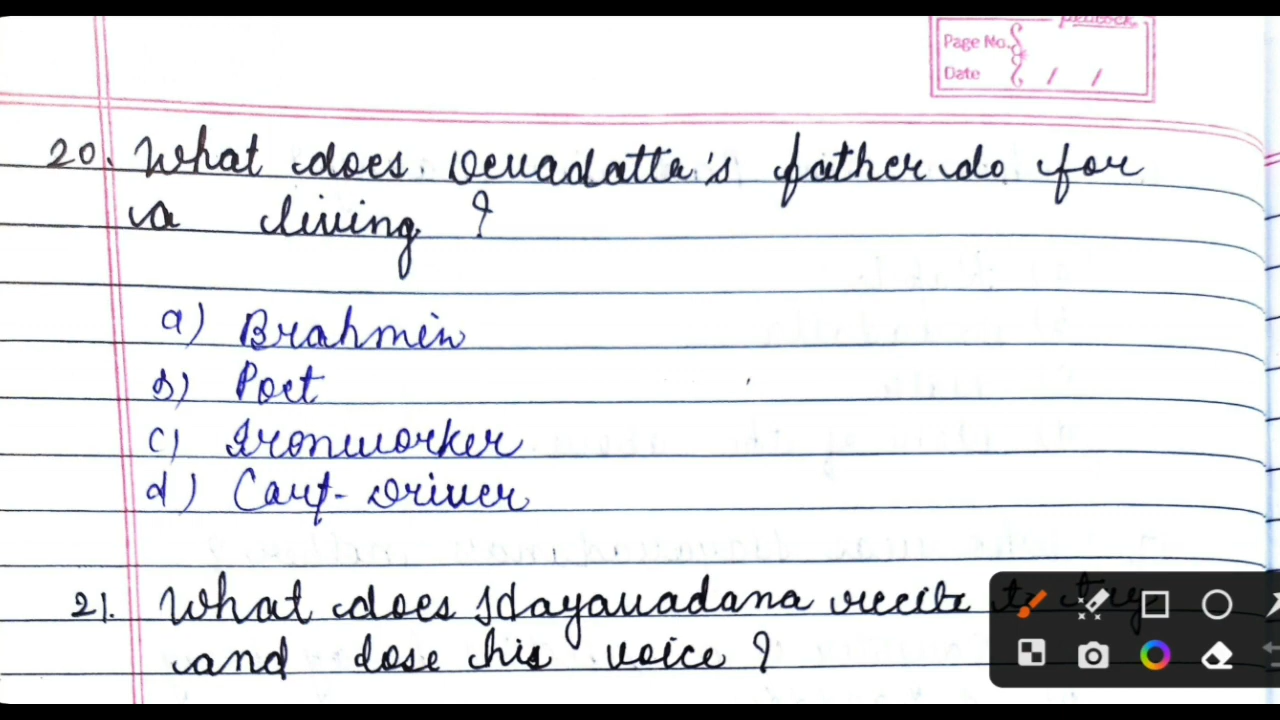 Peacock
Page No.
Date / /
20. What does Devadatta's father do for
a living ?
a) Brahmin
b) Poet
c) Ironworker
d) Cart-Driver
21. What does Hayavadana recite to try
and lose his voice ?